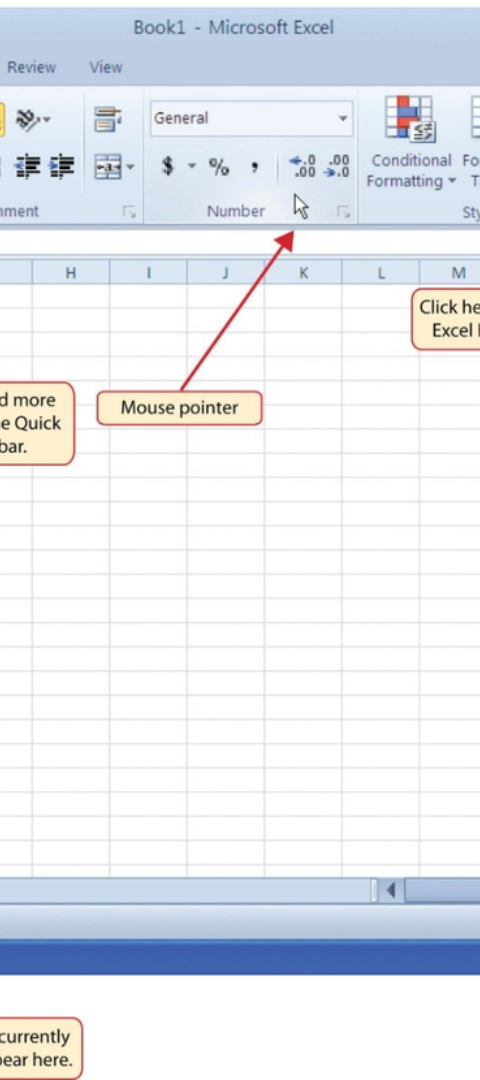 Book1 - Microsoft Excel
Review View
General
$ % , .0 .00 .00 .0
Conditional
Formatting
Number
H I J K L M
Click he
Excel
d more
e Quick
bar.
Mouse pointer
currently
pear here.